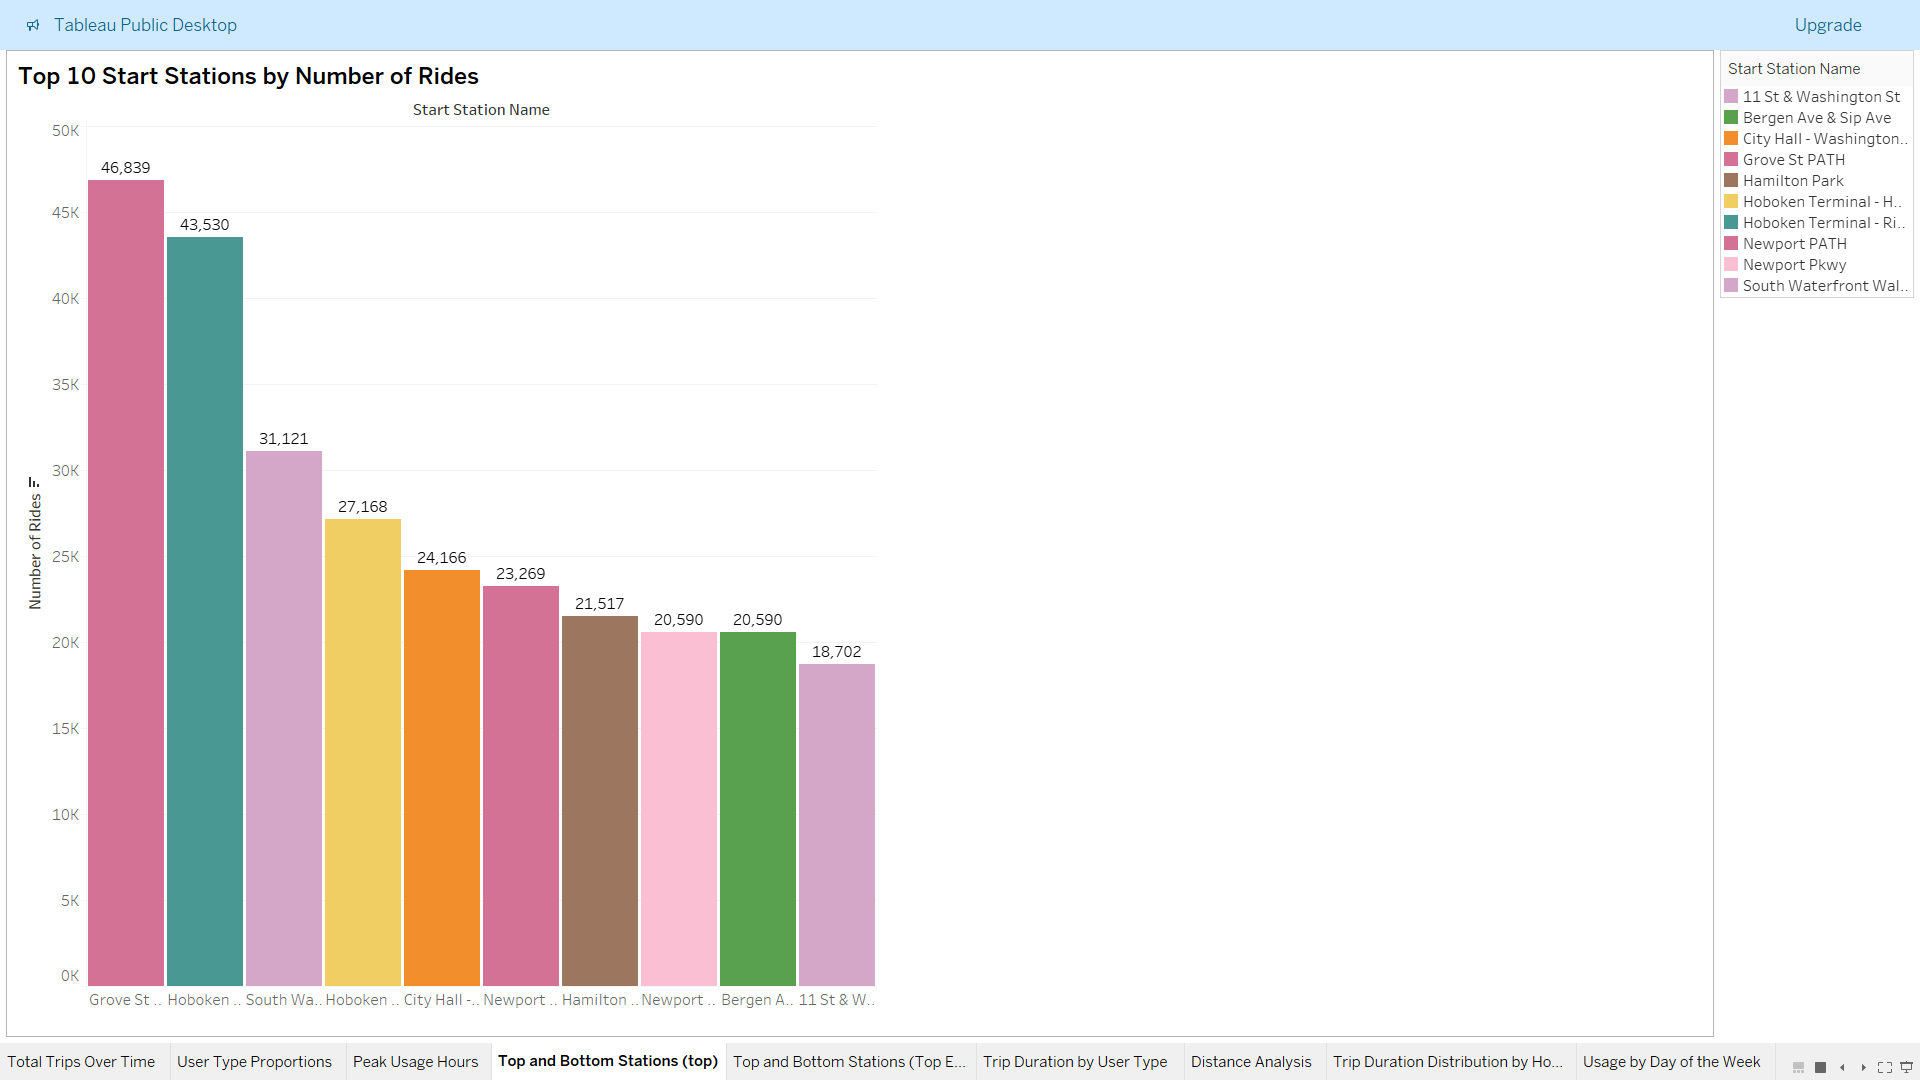 Tableau Public Desktop
Upgrade
Top 10 Start Stations by Number of Rides
Start Station Name
50K
45K
40K
35K
30K
25K
20K
15K
10K
5K
0K
Number of Rides
46,839
43,530
31,121
27,168
24,166
23,269
21,517
20,590
20,590
18,702
Grove St ..
Hoboken ..
South Wa..
Hoboken ..
City Hall -..
Newport ..
Hamilton ..
Newport ..
Bergen A..
11 St & W..
Start Station Name
11 St & Washington St
Bergen Ave & Sip Ave
City Hall - Washington..
Grove St PATH
Hamilton Park
Hoboken Terminal - H..
Hoboken Terminal - Ri..
Newport PATH
Newport Pkwy
South Waterfront Wal..
Total Trips Over Time
User Type Proportions
Peak Usage Hours
Top and Bottom Stations (top)
Top and Bottom Stations (Top E...
Trip Duration by User Type
Distance Analysis
Trip Duration Distribution by Ho...
Usage by Day of the Week